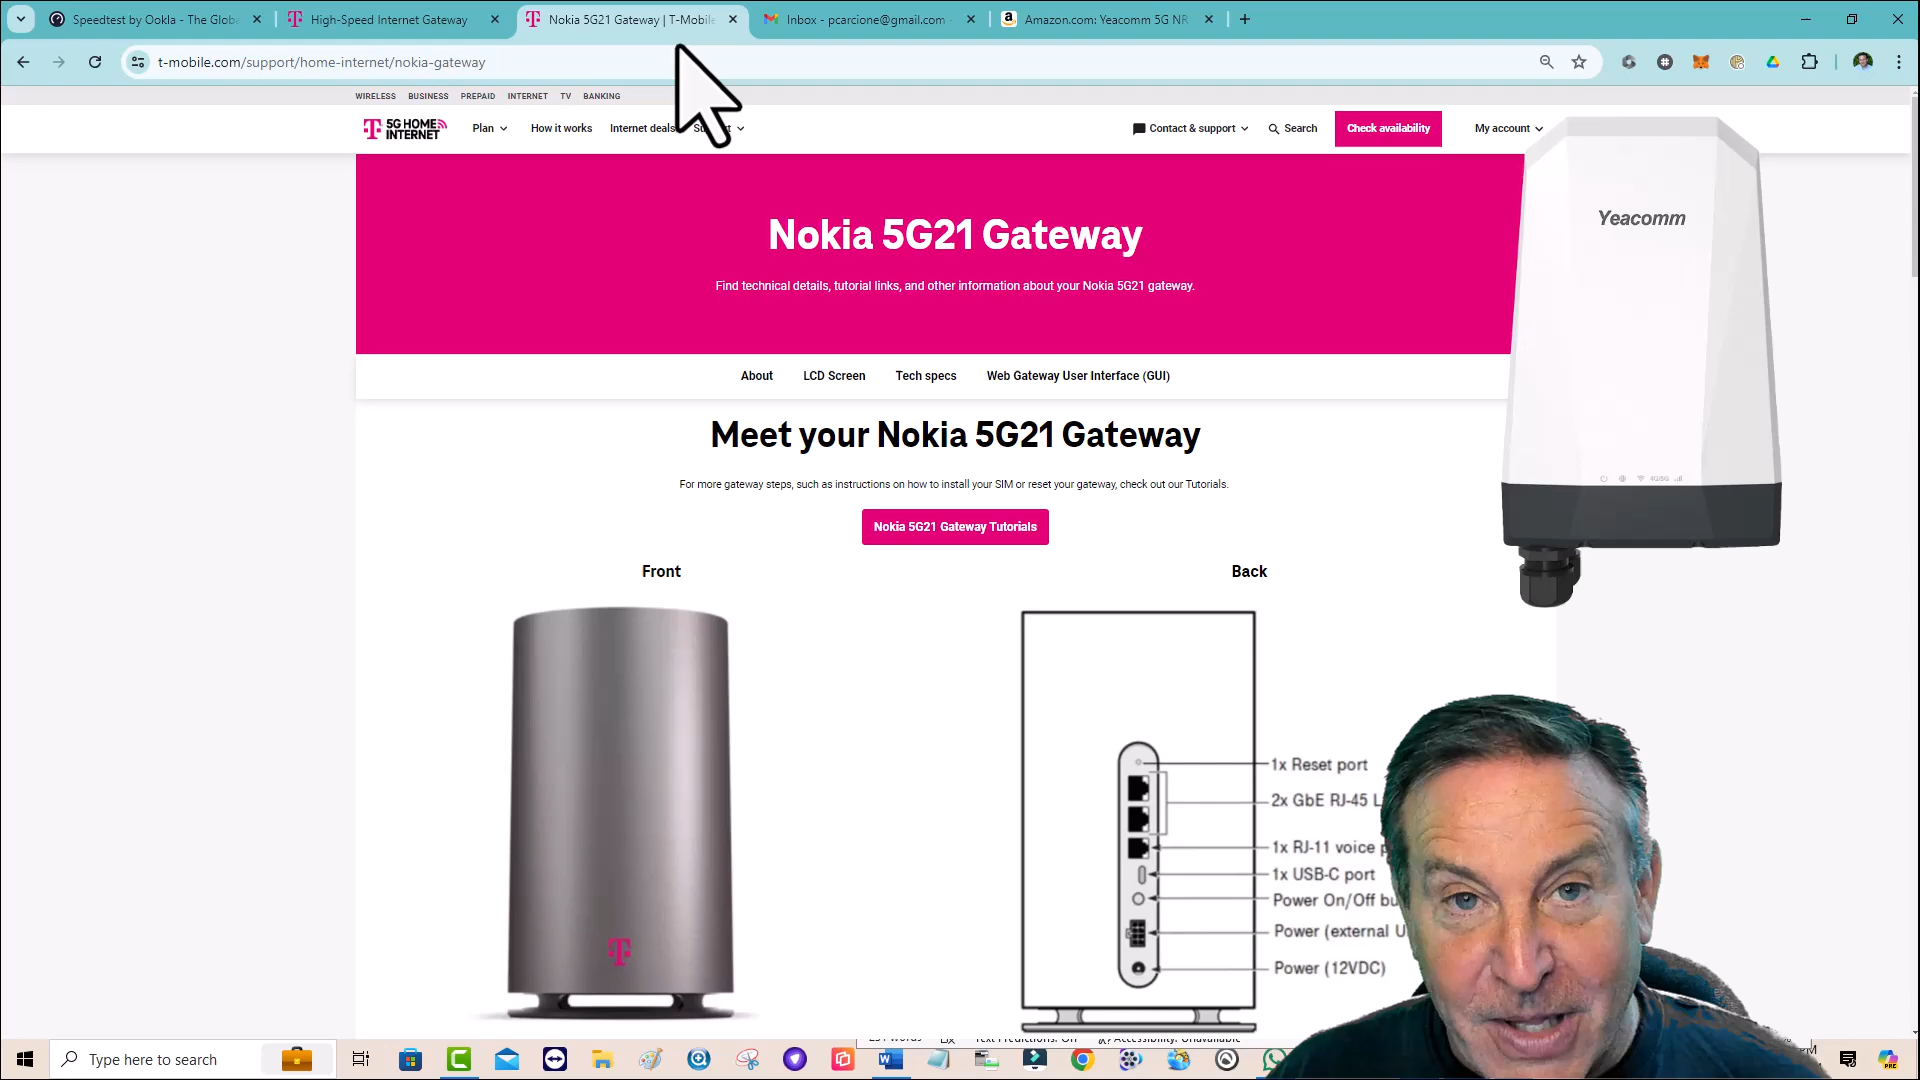 Speedtest by Ookla - The Globa
High-Speed Internet Gateway
Nokia 5G21 Gateway | T-Mobile
Inbox - pcarcione@gmail.com -
Amazon.com: Yeacomm 5G NR
t-mobile.com/support/home-internet/nokia-gateway
WIRELESS BUSINESS PREPAID INTERNET TV BANKING
5G HOME
INTERNET
Plan
How it works
Internet deals
Contact & support
Search
Check availability
My account
Nokia 5G21 Gateway
Find technical details, tutorial links, and other information about your Nokia 5G21 gateway.
Yeacomm
4G/5G
About
LCD Screen
Tech specs
Web Gateway User Interface (GUI)
Meet your Nokia 5G21 Gateway
For more gateway steps, such as instructions on how to install your SIM or reset your gateway, check out our Tutorials.
Nokia 5G21 Gateway Tutorials
Front
Back
1x Reset port
2x GbE RJ-45 L
1x RJ-11 voice p
1x USB-C port
Power On/Off bu
Power (external U
Power (12VDC)
Type here to search